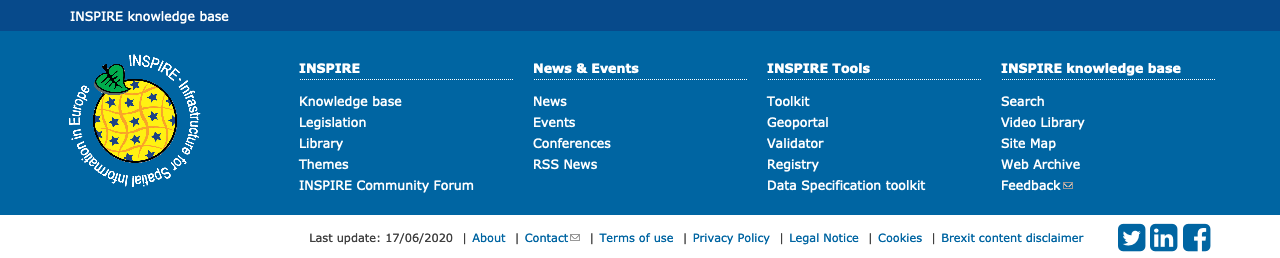 INSPIRE knowledge base
INSPIRE - Infrastructure for Spatial Information in Europe
INSPIRE
Knowledge base
Legislation
Library
Themes
INSPIRE Community Forum
News & Events
News
Events
Conferences
RSS News
INSPIRE Tools
Toolkit
Geoportal
Validator
Registry
Data Specification toolkit
INSPIRE knowledge base
Search
Video Library
Site Map
Web Archive
Feedback
Last update: 17/06/2020 | About | Contact | Terms of use | Privacy Policy | Legal Notice | Cookies | Brexit content disclaimer